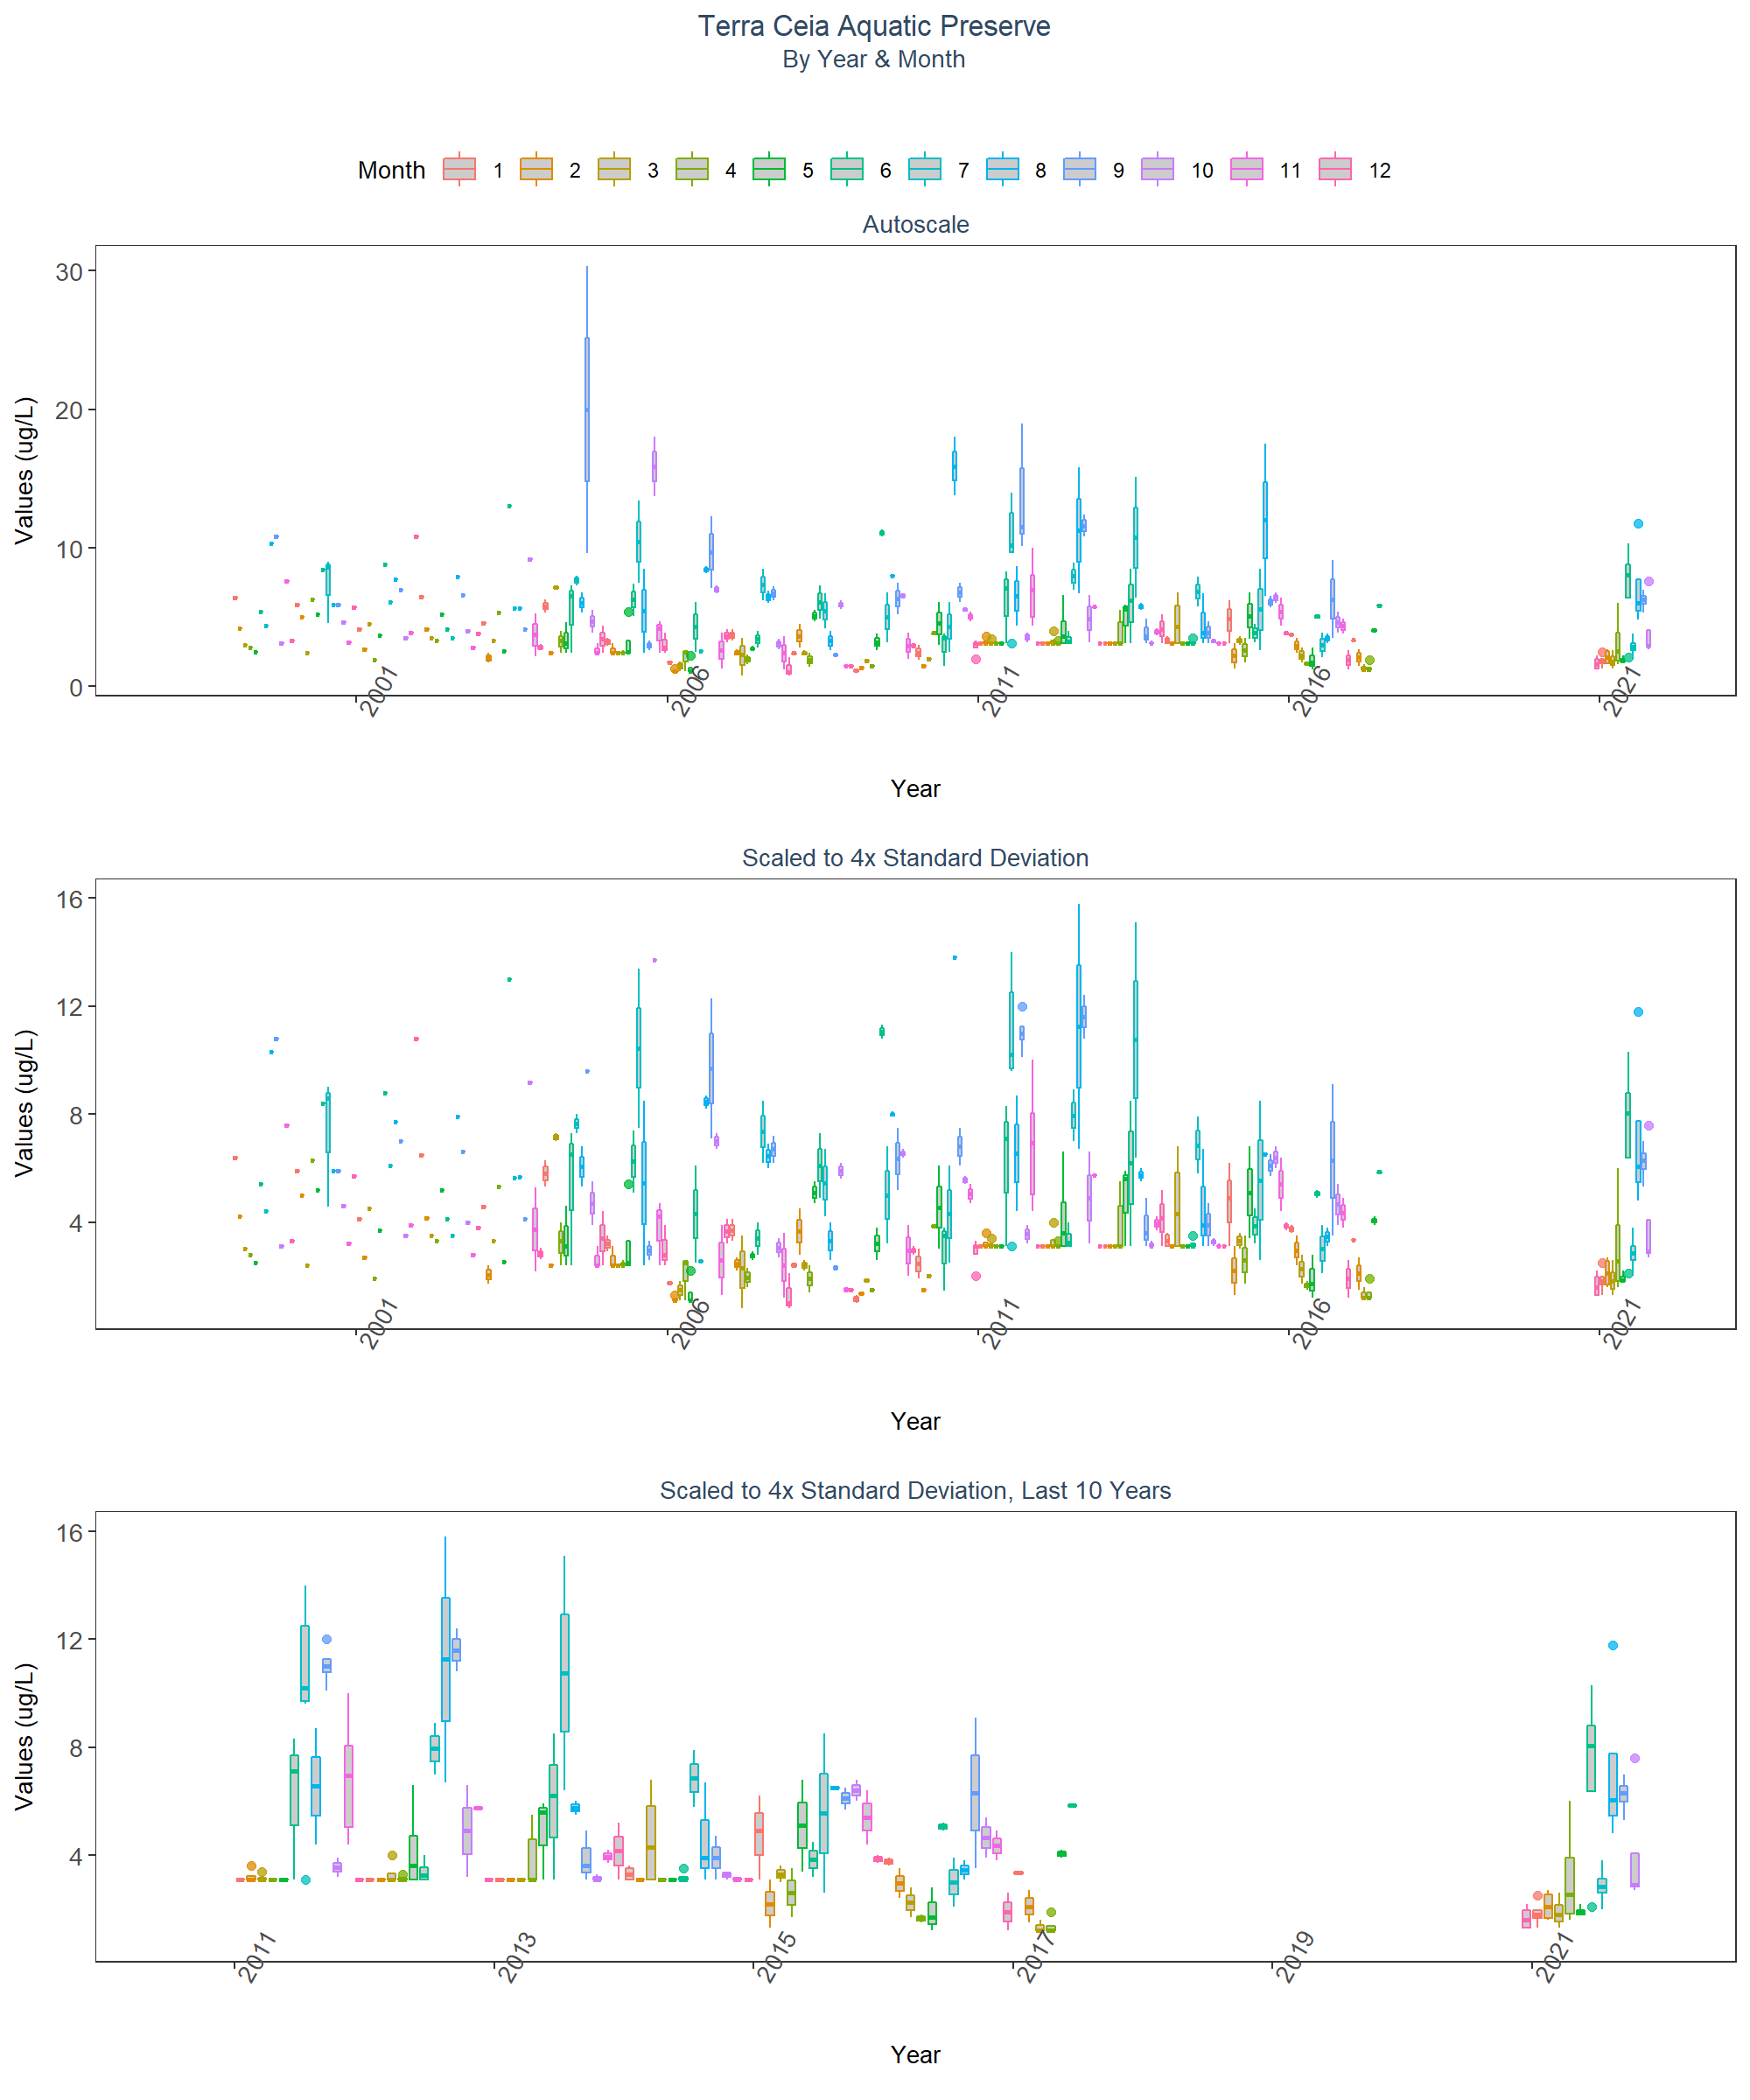 Terra Ceia Aquatic Preserve
By Year & Month
Month 1 2 3 4 5 6 7 8 9 10 11 12
Autoscale
Values (ug/L)
30
20
10
0
2001 2006 2011 2016 2021
Year
Scaled to 4x Standard Deviation
Values (ug/L)
16
12
8
4
2001 2006 2011 2016 2021
Year
Scaled to 4x Standard Deviation, Last 10 Years
Values (ug/L)
16
12
8
4
2011 2013 2015 2017 2019 2021
Year